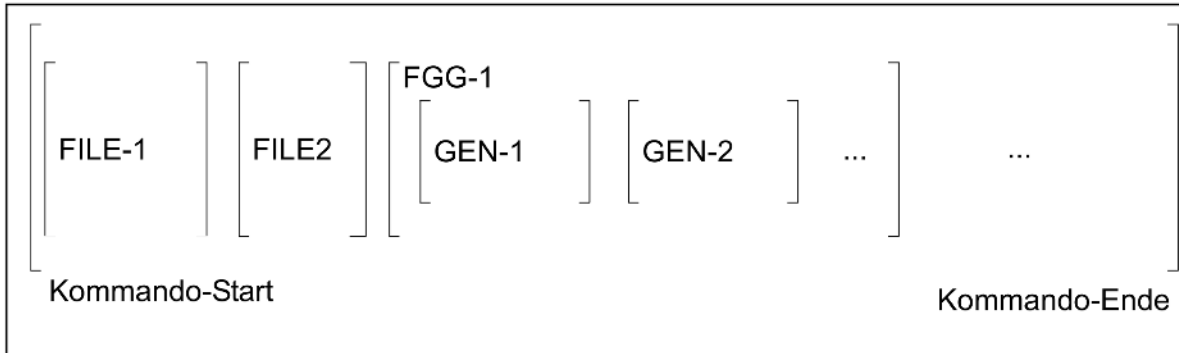 FGG-1
FILE-1 FILE2 GEN-1 GEN-2 ... ...
Kommando-Start
Kommando-Ende